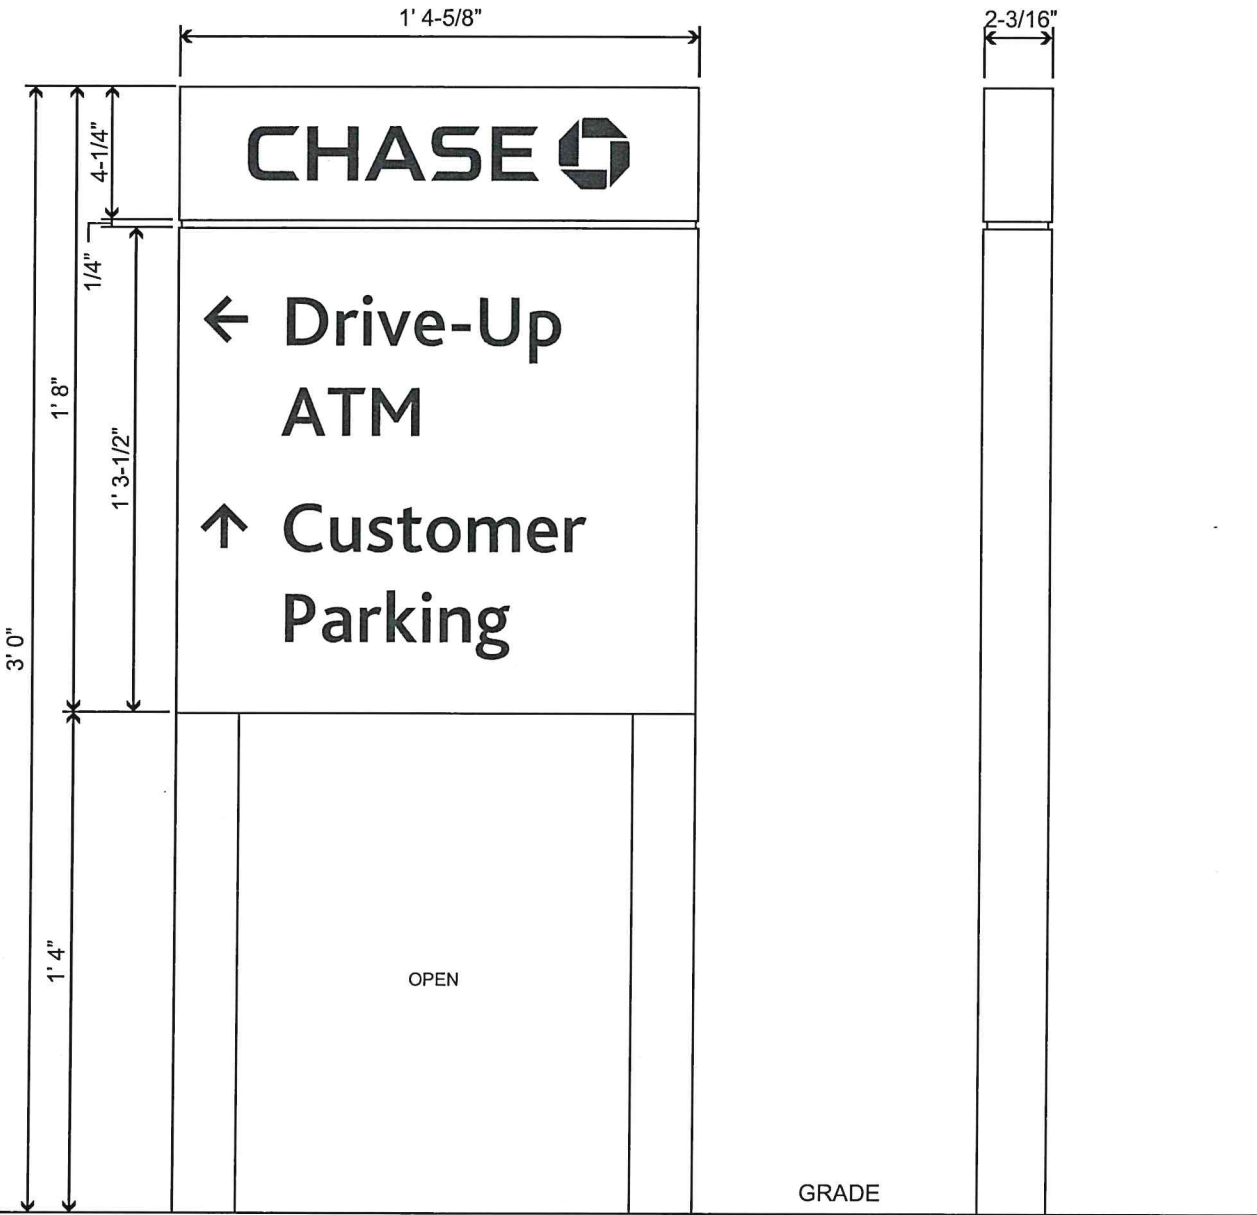 1' 4-5/8"
2-3/16"
4-1/4"
CHASE
1/4"
1' 8"
1' 3-1/2"
← Drive-Up
ATM
↑ Customer
Parking
3' 0"
1' 4"
OPEN
GRADE